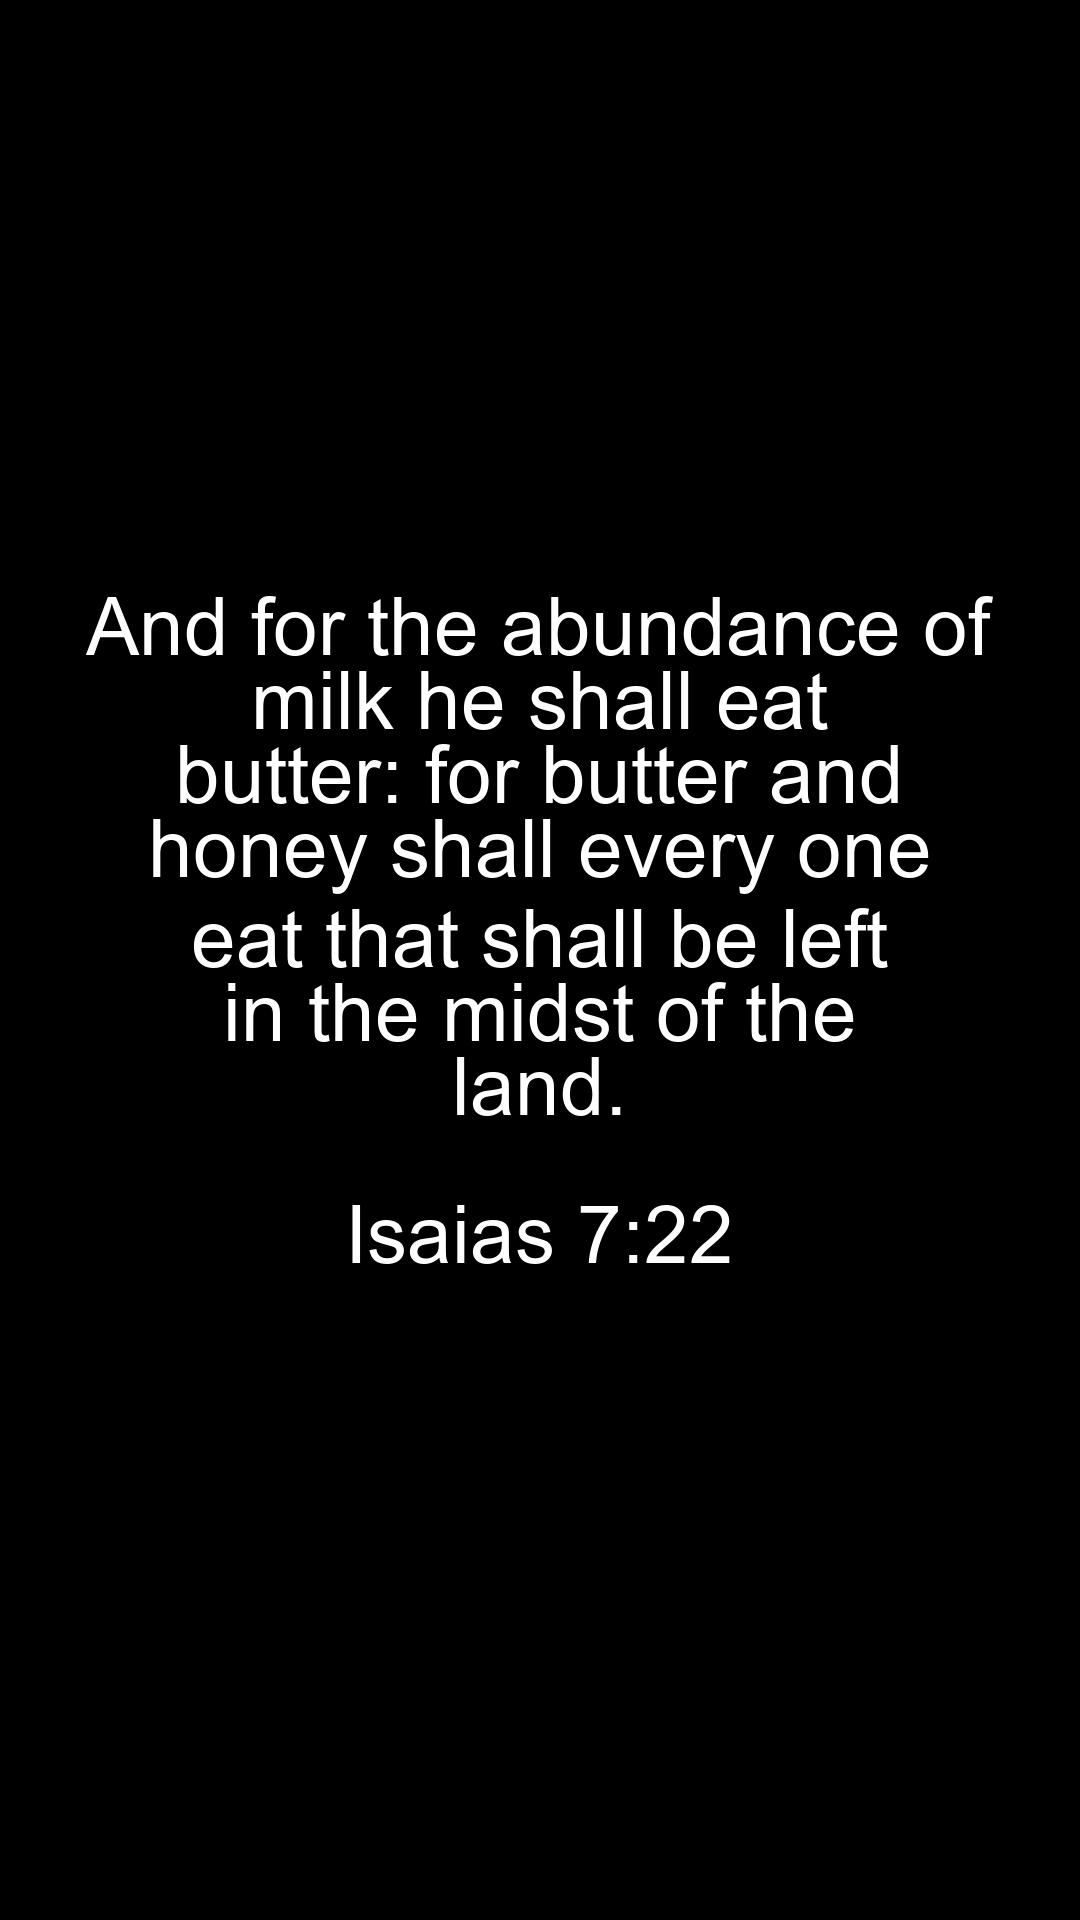 And for the abundance of
milk he shall eat
butter: for butter and
honey shall every one
eat that shall be left
in the midst of the
land.
Isaias 7:22